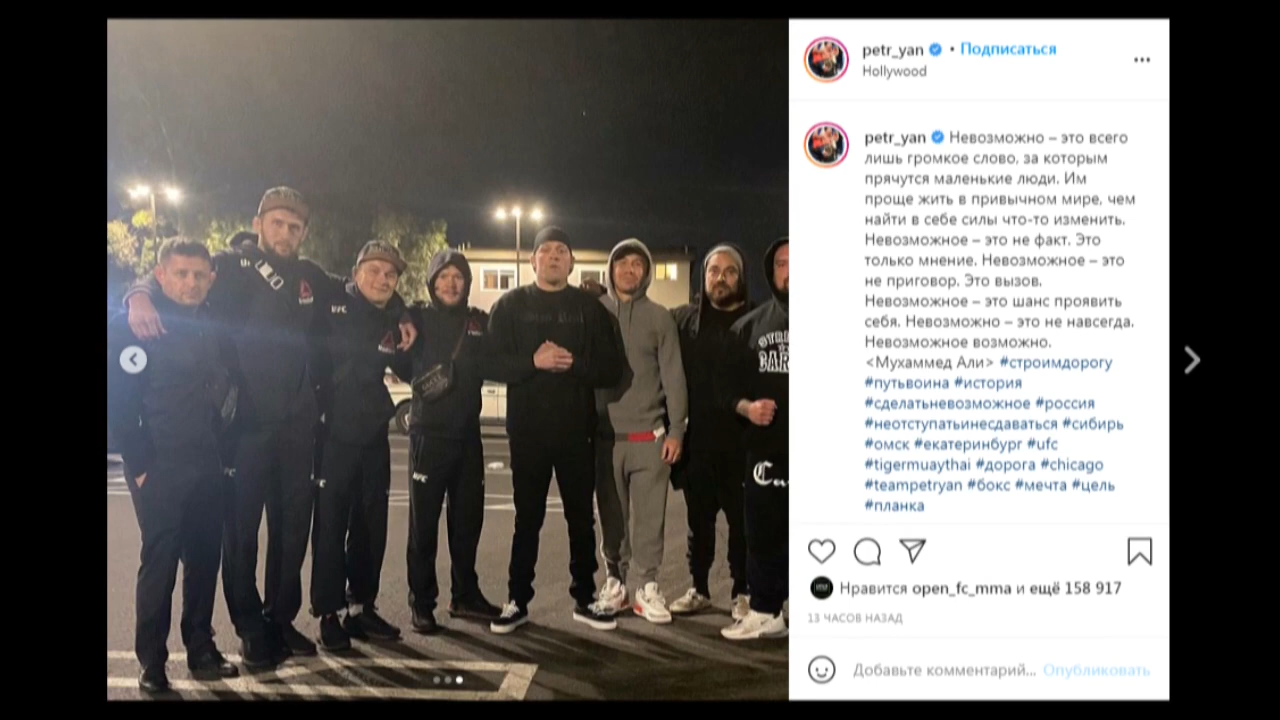 petr_yan • Подписаться
Hollywood
petr_yan Невозможно – это всего
лишь громкое слово, за которым
прячутся маленькие люди. Им
проще жить в привычном мире, чем
найти в себе силы что-то изменить.
Невозможное – это не факт. Это
только мнение. Невозможное – это
не приговор. Это вызов.
Невозможное – это шанс проявить
себя. Невозможно – это не навсегда.
Невозможное возможно.
<Мухаммед Али> #строимдорогу
#путьвоина #история
#сделатьневозможное #россия
#неотступатьинесдаваться #сибирь
#омск #екатеринбург #ufc
#tigermuaythai #дорога #chicago
#teampetryan #бокс #мечта #цель
#планка
Нравится open_fc_mma и ещё 158 917
13 ЧАСОВ НАЗАД
Добавьте комментарий... Опубликовать
UFC
UFC